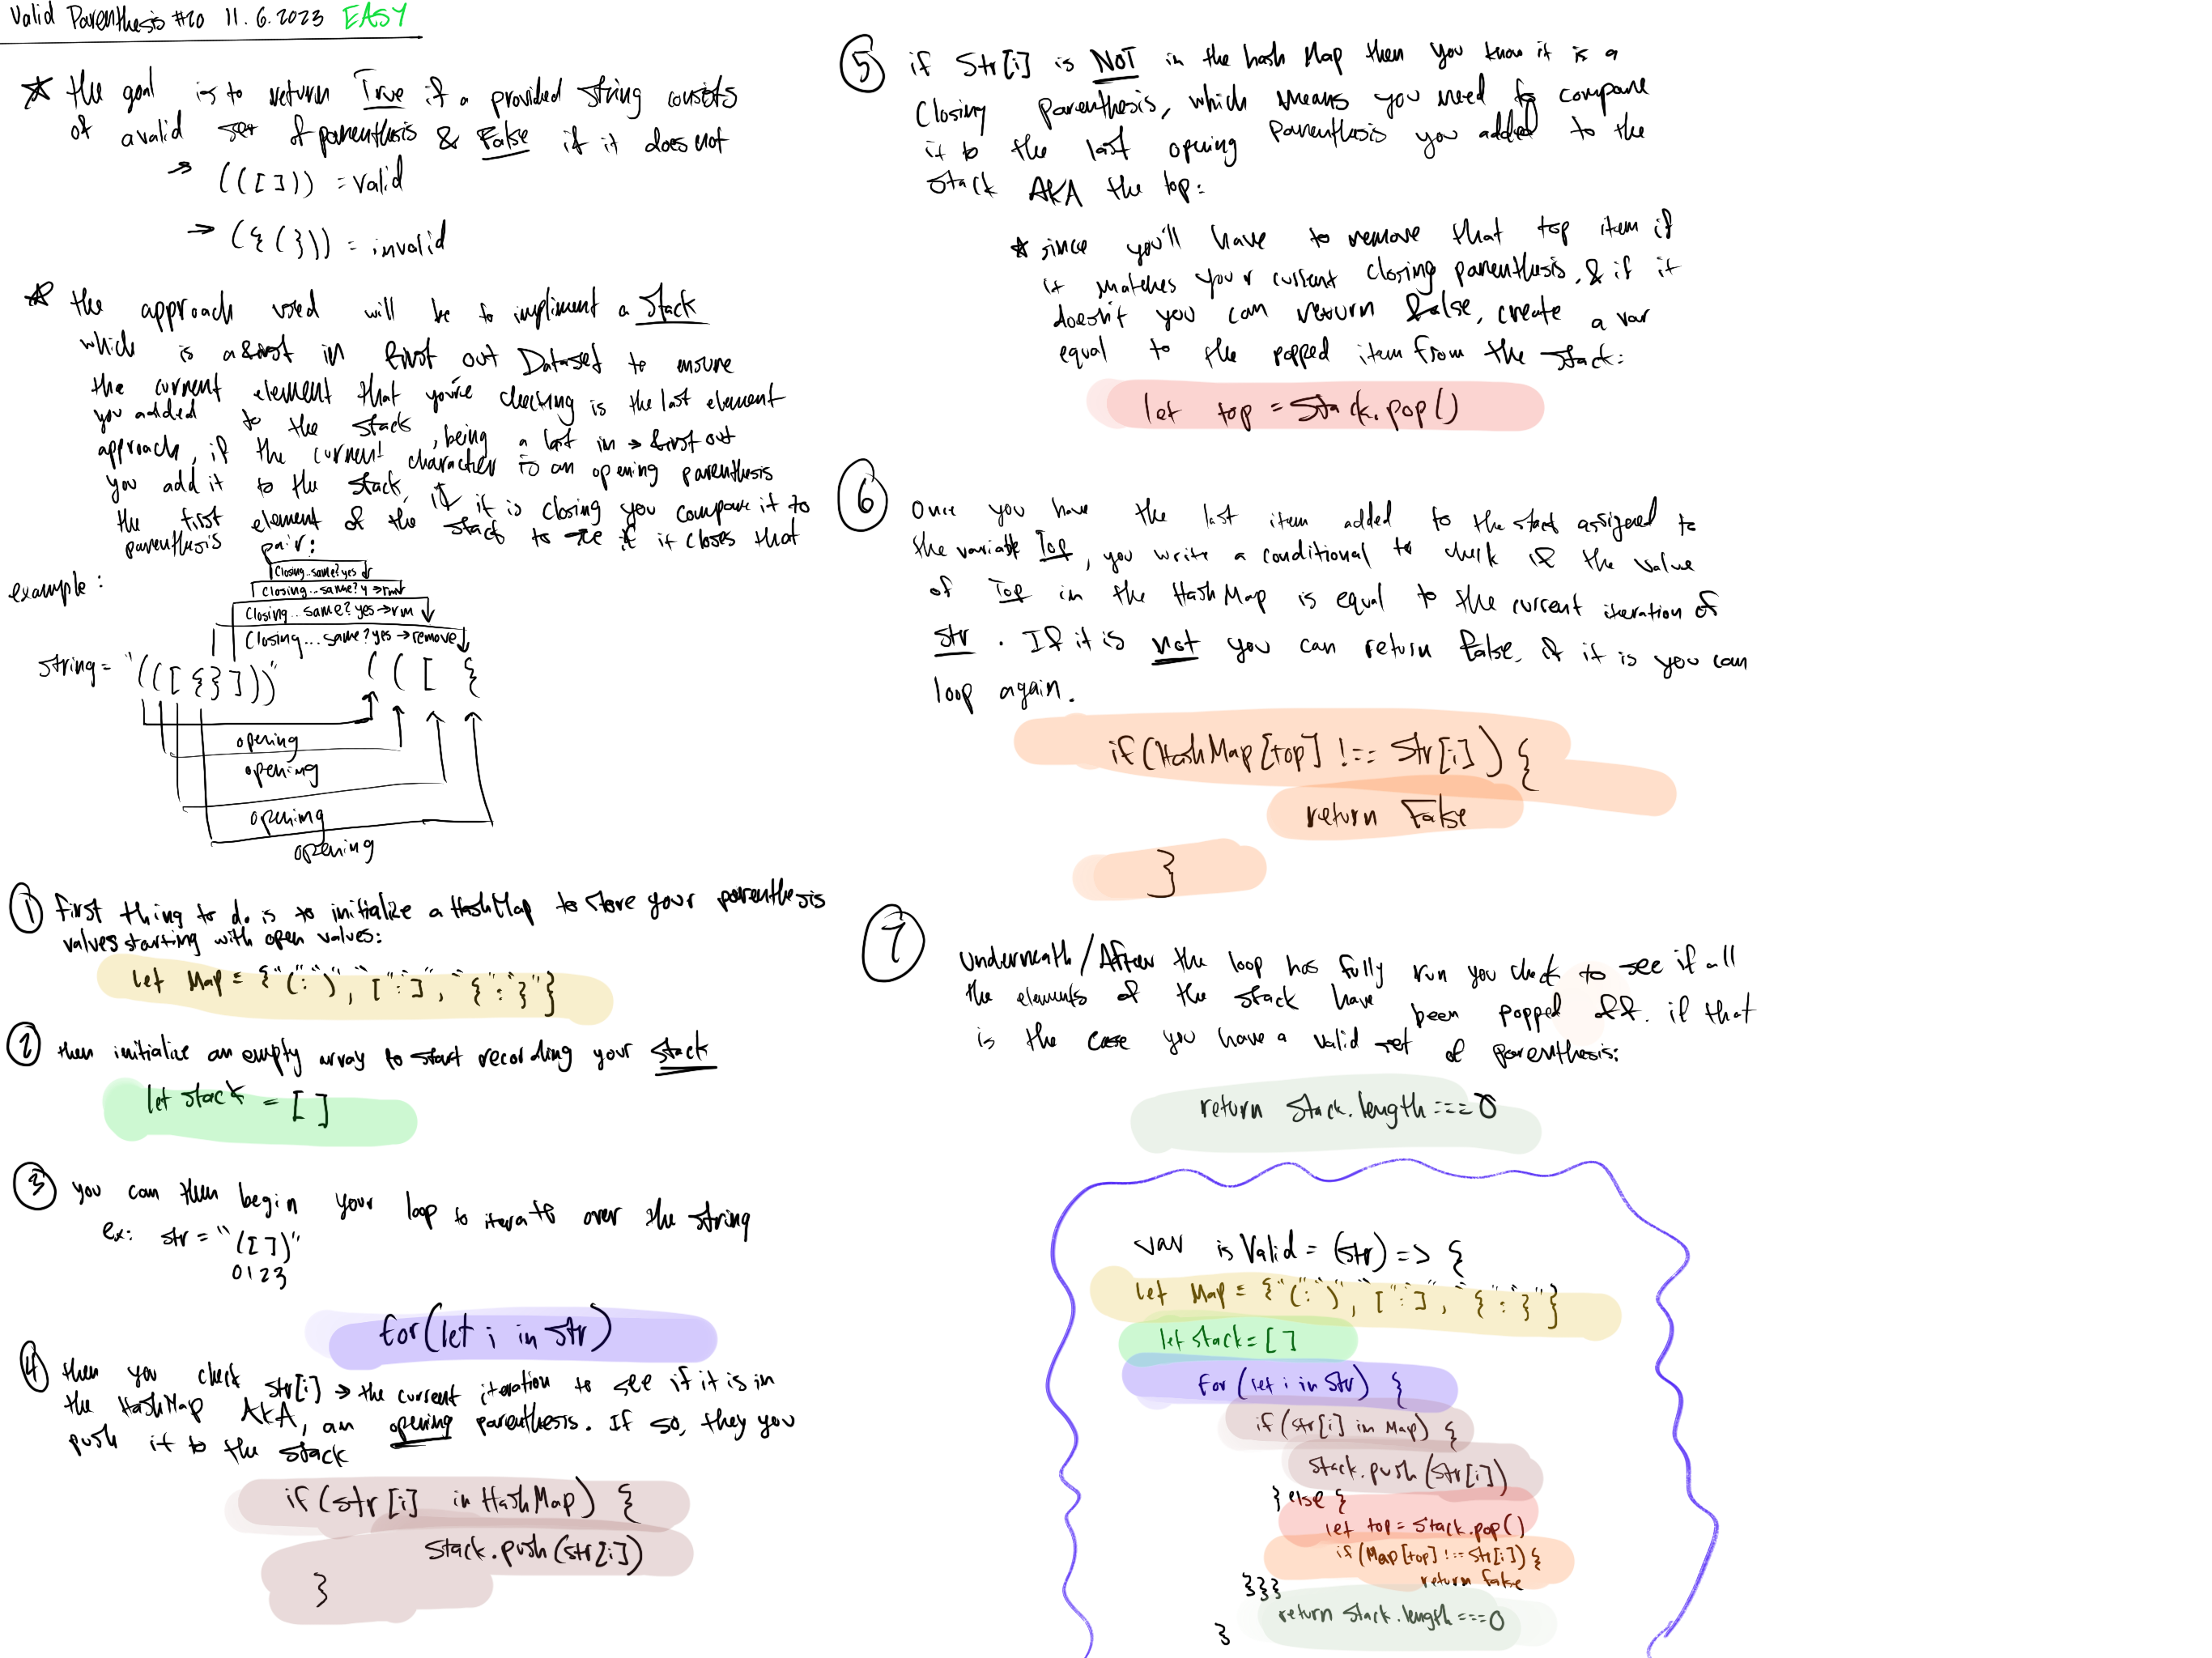 Valid Parenthesis #20 11.6.2023 EASY
* the goal is to return True if a provided string consists
of a valid set of parenthesis & False if it does not
→ (([])) = valid
→ ({(})) = invalid
* the approach used will be to impliment a Stack
which is a first in first out Dataset to ensure
the current element that you're checking is the last element
you added to the stack, being a last in → first out
approach, if the current character is an opening parenthesis
you add it to the stack, if it is closing you compare it to
the first element of the stack to see if it closes that
parenthesis pair:
example:
Closing..same? yes ↓
Closing...same? y → rm
Closing... same? yes → rm ↓
Closing... same? yes → remove ↓
string = "(([{}]))" ( ( [ {
opening
opening
opening
opening
① first thing to do is to initialize a HashMap to store your parenthesis
values starting with open values:
let Map = {"(":")", "[":"]", "{":"}"}
② then initialize an empty array to start recording your stack
let stack = []
③ you can then begin your loop to iterate over the string
ex: str = "([])"
0123
for(let i in str)
④ then you check str[i] → the current iteration to see if it is in
the HashMap AKA, an opening parenthesis. If so, they you
push it to the stack
if (str[i] in HashMap) {
stack.push(str[i])
}
⑤ if Str[i] is NOT in the hash Map then you know it is a
Closing parenthesis, which means you need to compare
it to the last opening parenthesis you added to the
stack AKA the top:
* since you'll have to remove that top item if
it matches your current closing parenthesis, & if it
doesn't you can return false, create a var
equal to the popped item from the stack:
let top = Stack.pop()
⑥ Once you have the last item added to the stack assigned to
the variable Top, you write a conditional to check if the value
of Top in the HashMap is equal to the current iteration of
str. If it is not you can return false, if it is you can
loop again.
if(HashMap[top] !== Str[i]) {
return False
}
⑦ underneath/After the loop has fully run you check to see if all
the elements of the stack have been popped off. if that
is the case you have a valid set of parenthesis:
return Stack.length === 0
var isValid = (str) => {
let Map = {"(":")", "[":"]", "{":"}"}
let stack = []
for (let i in str) {
if (str[i] in Map) {
stack.push(str[i])
} else {
let top = stack.pop()
if (Map[top] !== str[i]) {
return false
}}}
return stack.length === 0
}